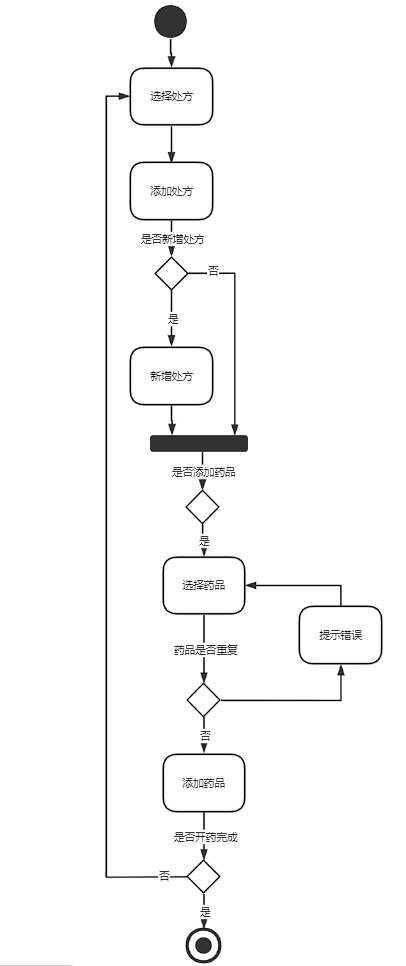 选择处方
添加处方
是否新增处方
否
是
新增处方
是否添加药品
是
选择药品
提示错误
药品是否重复
否
添加药品
是否开药完成
否
是